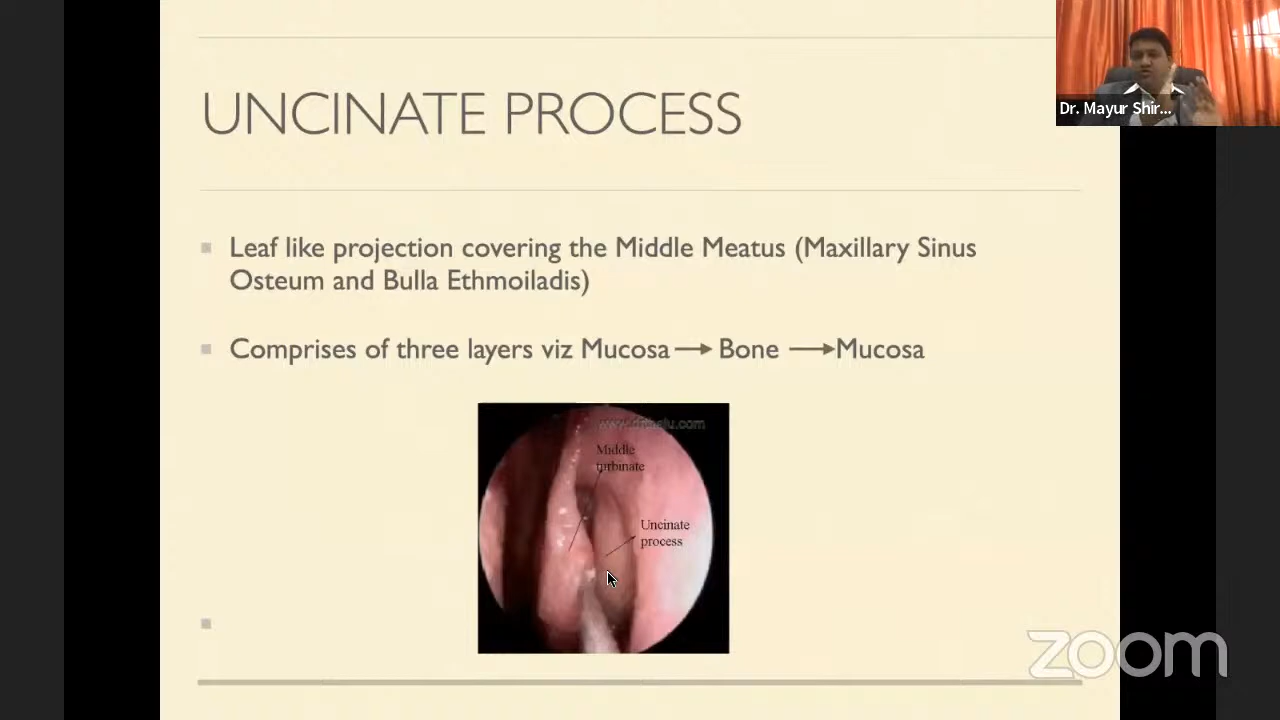 UNCINATE PROCESS
Dr. Mayur Shir...
Leaf like projection covering the Middle Meatus (Maxillary Sinus
Osteum and Bulla Ethmoiladis)
Comprises of three layers viz Mucosa → Bone → Mucosa
Middle
turbinate
Uncinate
process
zoom